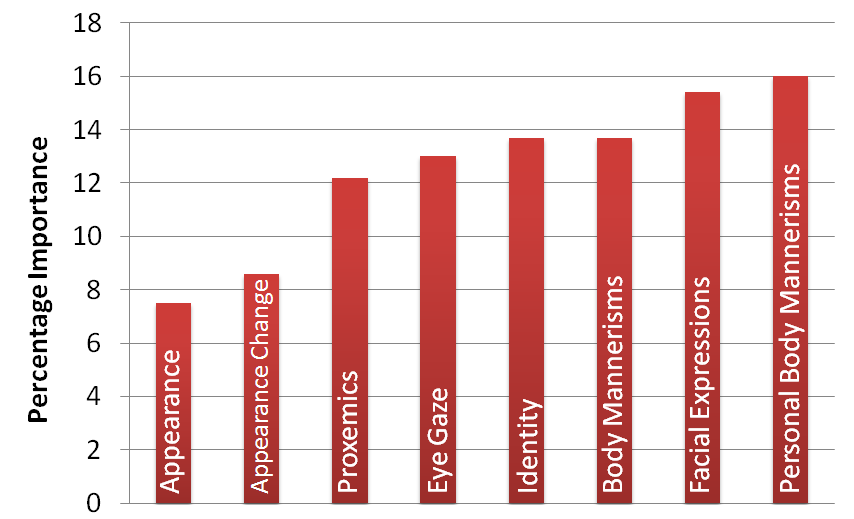 18
16
14
12
10
8
6
4
2
0
Percentage Importance
Appearance
Appearance Change
Proxemics
Eye Gaze
Identity
Body Mannerisms
Facial Expressions
Personal Body Mannerisms